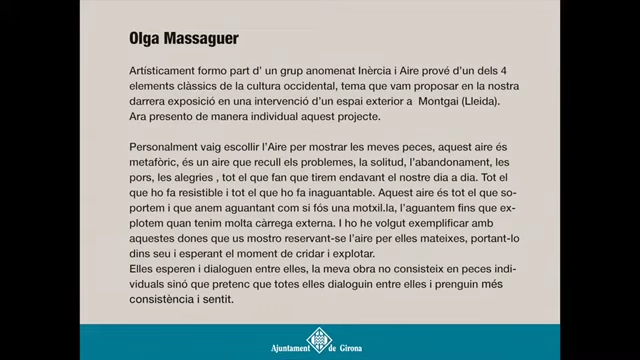 Olga Massaguer
Artísticament formo part d' un grup anomenat Inèrcia i Aire prové d'un dels 4
elements clàssics de la cultura occidental, tema que vam proposar en la nostra
darrera exposició en una intervenció d'un espai exterior a Montgai (Lleida).
Ara presento de manera individual aquest projecte.
Personalment vaig escollir l'Aire per mostrar les meves peces, aquest aire és
metafòric, és un aire que recull els problemes, la solitud, l'abandonament, les
pors, les alegries , tot el que fan que tirem endavant el nostre dia a dia. Tot el
que ho fa resistible i tot el que ho fa inaguantable. Aquest aire és tot el que so-
portem i que anem aguantant com si fós una motxil.la, l'aguantem fins que ex-
plotem quan tenim molta càrrega externa. I ho he volgut exemplificar amb
aquestes dones que us mostro reservant-se l'aire per elles mateixes, portant-lo
dins seu i esperant el moment de cridar i explotar.
Elles esperen i dialoguen entre elles, la meva obra no consisteix en peces indi-
viduals sinó que pretenc que totes elles dialoguin entre elles i prenguin més
consistència i sentit.
Ajuntament de Girona